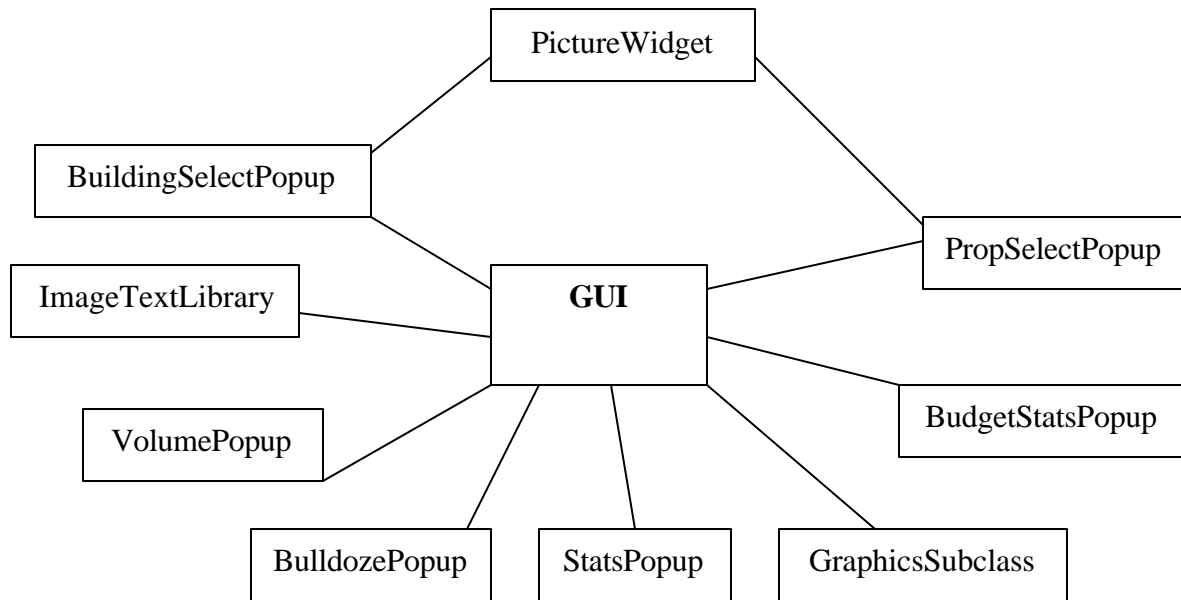 PictureWidget
BuildingSelectPopup
PropSelectPopup
ImageTextLibrary
GUI
BudgetStatsPopup
VolumePopup
BulldozePopup
StatsPopup
GraphicsSubclass